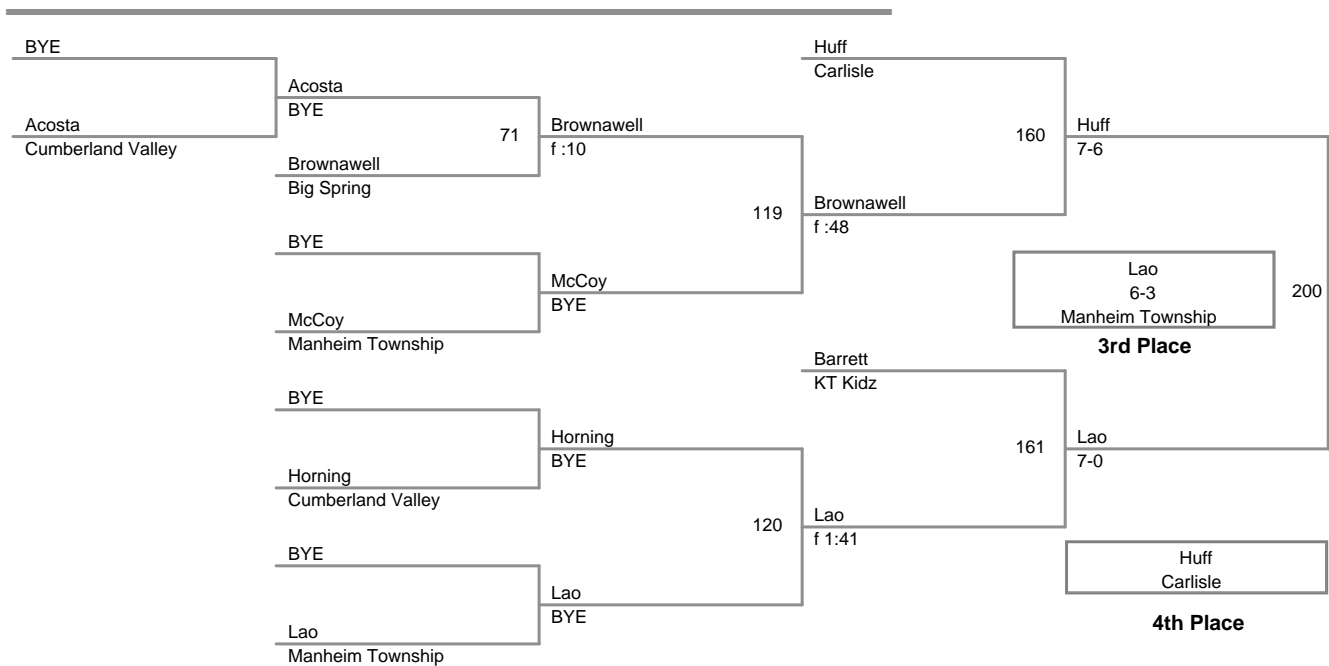 BYE
Acosta
Cumberland Valley
Acosta
BYE
71
Brownawell
Big Spring
BYE
McCoy
Manheim Township
BYE
Horning
Cumberland Valley
BYE
Lao
Manheim Township
Brownawell
f :10
119
McCoy
BYE
Horning
BYE
120
Lao
BYE
Huff
Carlisle
160
Brownawell
f :48
Barrett
KT Kidz
161
Lao
f 1:41
Huff
7-6
Lao
6-3
Manheim Township
3rd Place
200
Lao
7-0
Huff
Carlisle
4th Place